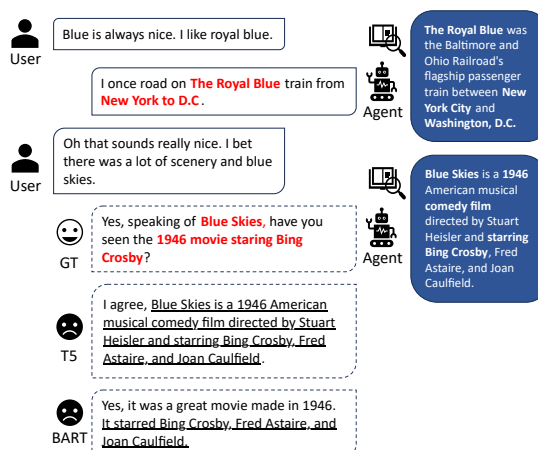 Blue is always nice. I like royal blue.
User
I once road on The Royal Blue train from
New York to D.C.
Agent
The Royal Blue was
the Baltimore and
Ohio Railroad's
flagship passenger
train between New
York City and
Washington, D.C.
Oh that sounds really nice. I bet
there was a lot of scenery and blue
skies.
User
Yes, speaking of Blue Skies, have you
seen the 1946 movie staring Bing
Crosby?
GT
Agent
Blue Skies is a 1946
American musical
comedy film
directed by Stuart
Heisler and starring
Bing Crosby, Fred
Astaire, and Joan
Caulfield.
I agree, Blue Skies is a 1946 American
musical comedy film directed by Stuart
Heisler and starring Bing Crosby, Fred
Astaire, and Joan Caulfield.
T5
Yes, it was a great movie made in 1946.
It starred Bing Crosby, Fred Astaire, and
Joan Caulfield.
BART